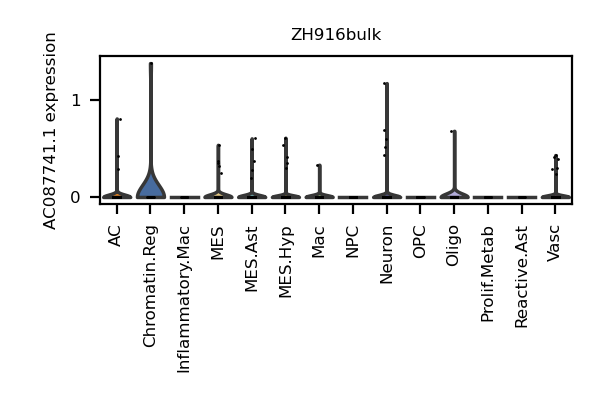 ZH916bulk
AC087741.1 expression
1
0
AC
Chromatin.Reg
Inflammatory.Mac
MES
MES.Ast
MES.Hyp
Mac
NPC
Neuron
OPC
Oligo
Prolif.Metab
Reactive.Ast
Vasc